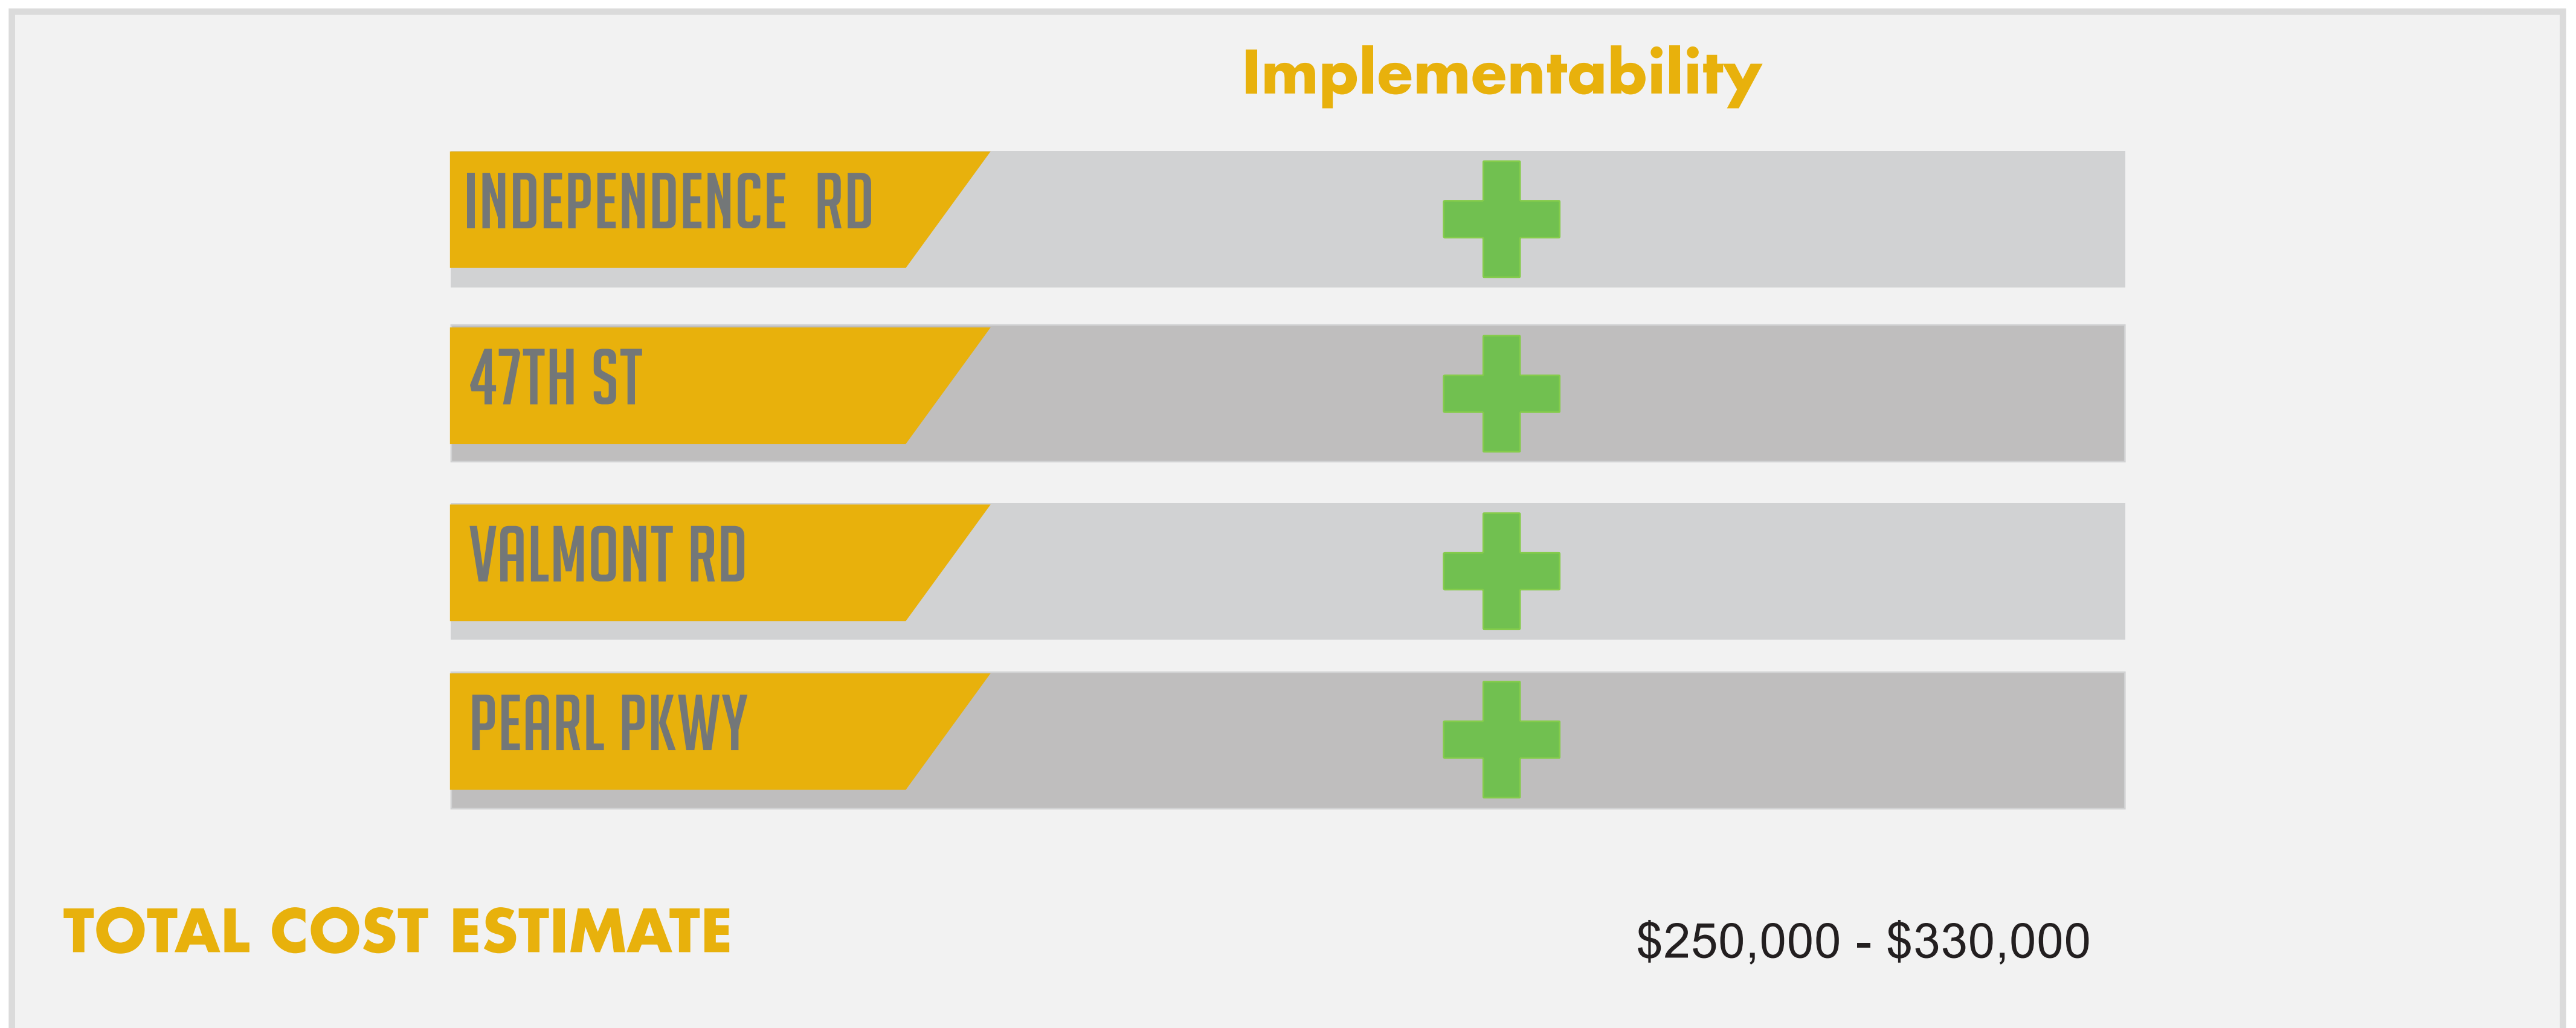 Implementability
INDEPENDENCE RD
47TH ST
VALMONT RD
PEARL PKWY
TOTAL COST ESTIMATE
$250,000 - $330,000